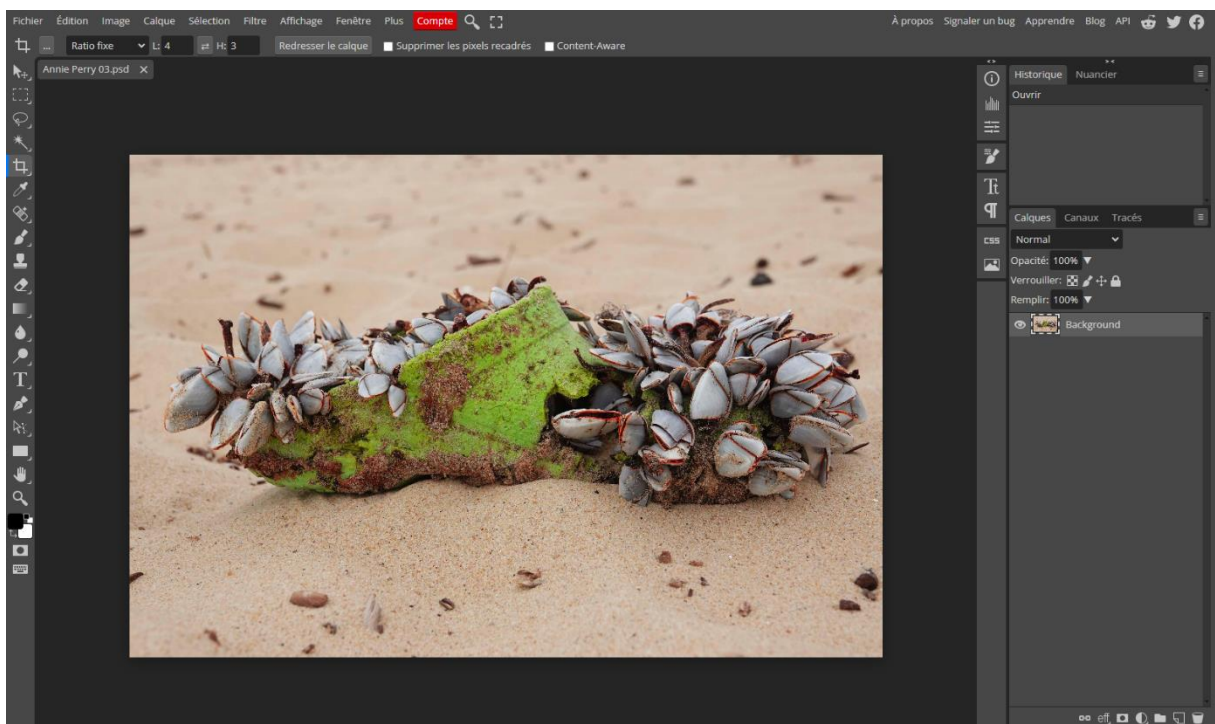 Fichier Édition Image Calque Sélection Filtre Affichage Fenêtre Plus Compte À propos Signaler un bug Apprendre Blog API
... Ratio fixe L: 4 H: 3 Redresser le calque Supprimer les pixels recadrés Content-Aware
Annie Perry 03.psd
Historique Nuancier
Ouvrir
Calques Canaux Tracés
CSS
Normal
Opacité: 100%
Verrouiller:
Remplir: 100%
Background
eff